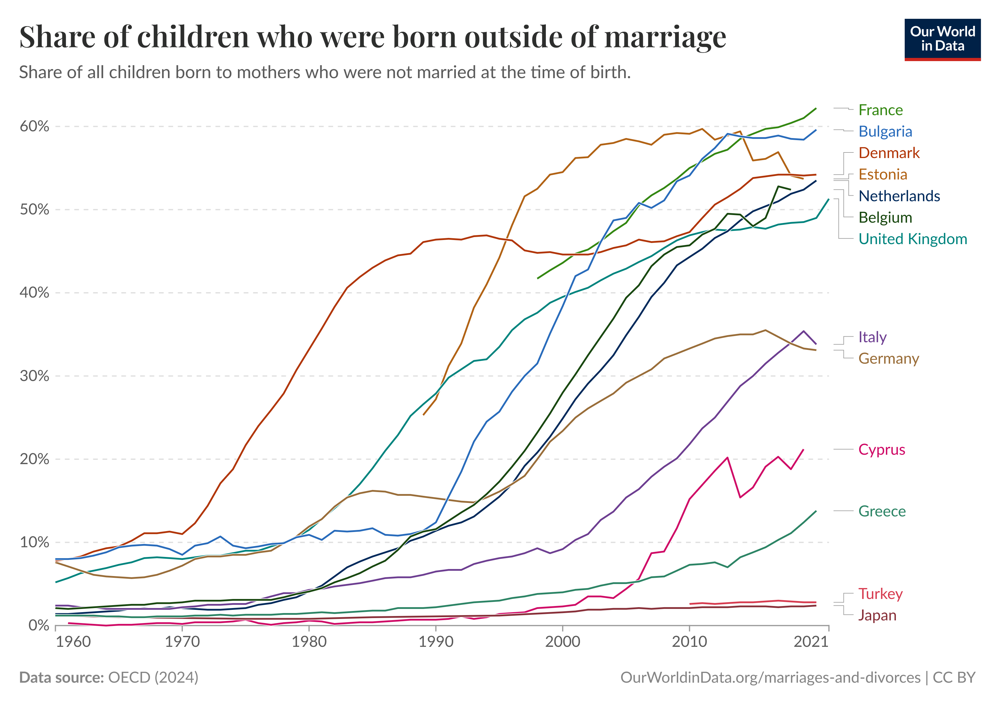 Share of children who were born outside of marriage
Our World
in Data
Share of all children born to mothers who were not married at the time of birth.
60%
50%
40%
30%
20%
10%
0%
France
Bulgaria
Denmark
Estonia
Netherlands
Belgium
United Kingdom
Italy
Germany
Cyprus
Greece
Turkey
Japan
1960 1970 1980 1990 2000 2010 2021
Data source: OECD (2024)
OurWorldinData.org/marriages-and-divorces | CC BY